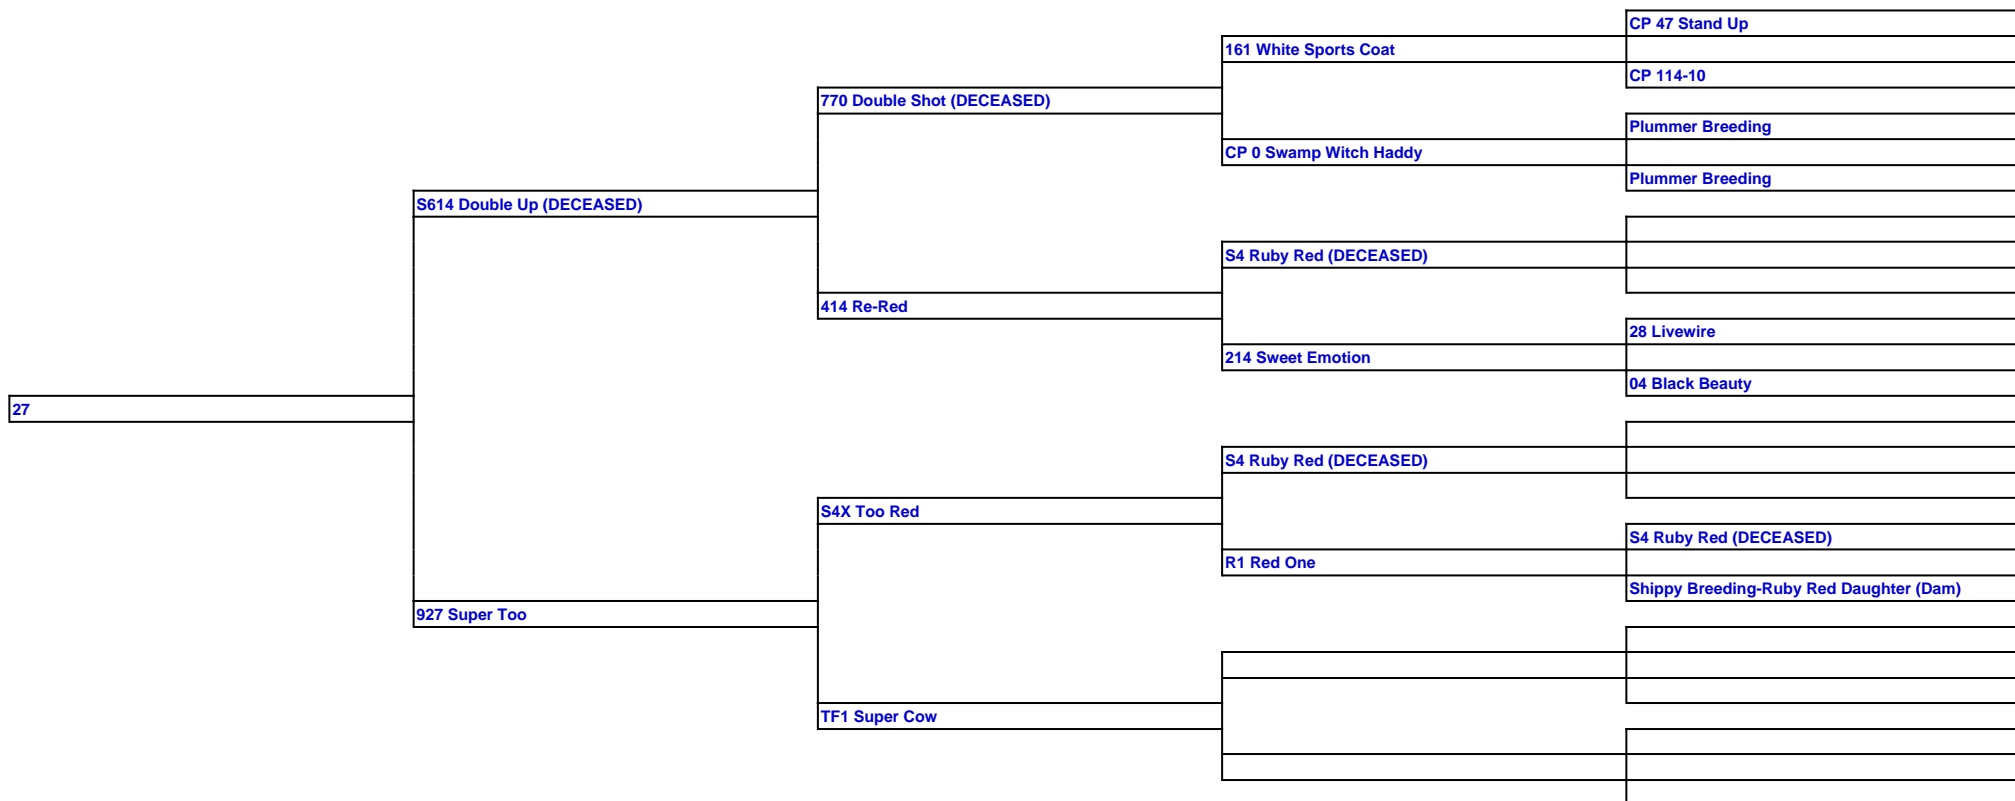 CP 47 Stand Up
161 White Sports Coat
CP 114-10
770 Double Shot (DECEASED)
Plummer Breeding
CP 0 Swamp Witch Haddy
Plummer Breeding
S614 Double Up (DECEASED)
S4 Ruby Red (DECEASED)
414 Re-Red
28 Livewire
214 Sweet Emotion
04 Black Beauty
27
S4 Ruby Red (DECEASED)
S4X Too Red
S4 Ruby Red (DECEASED)
R1 Red One
Shippy Breeding-Ruby Red Daughter (Dam)
927 Super Too
TF1 Super Cow